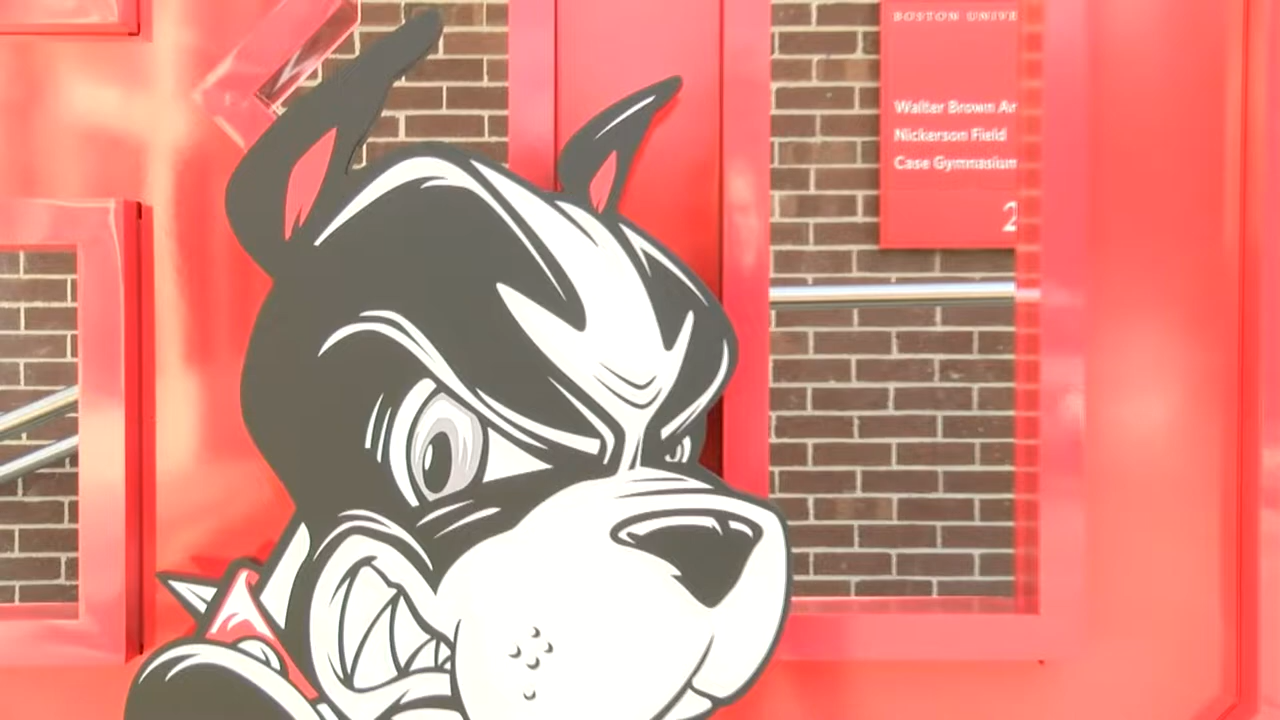 BOSTON UNIVE
Walter Brown Ar
Nickerson Field
Case Gymnasium
2